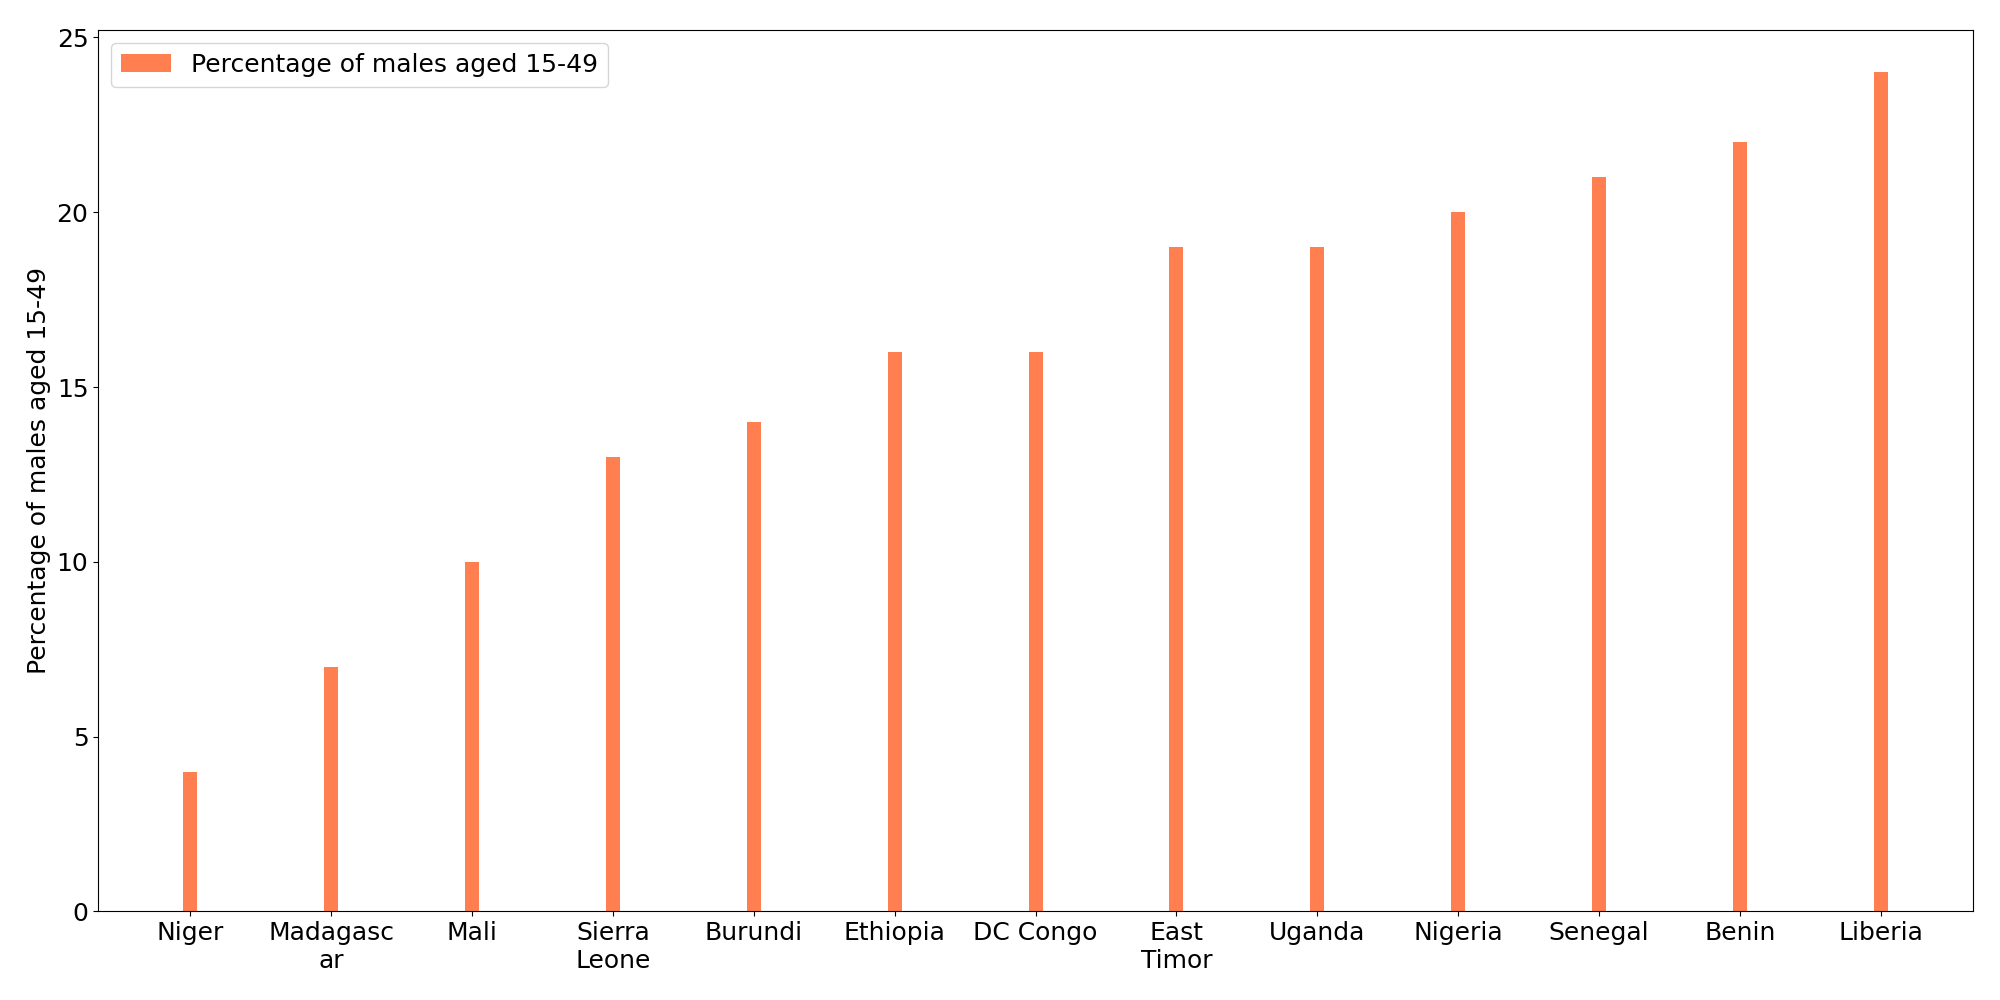 Percentage of males aged 15-49
Percentage of males aged 15-49
25
20
15
10
5
0
Niger
Madagasc
ar
Mali
Sierra
Leone
Burundi
Ethiopia
DC Congo
East
Timor
Uganda
Nigeria
Senegal
Benin
Liberia